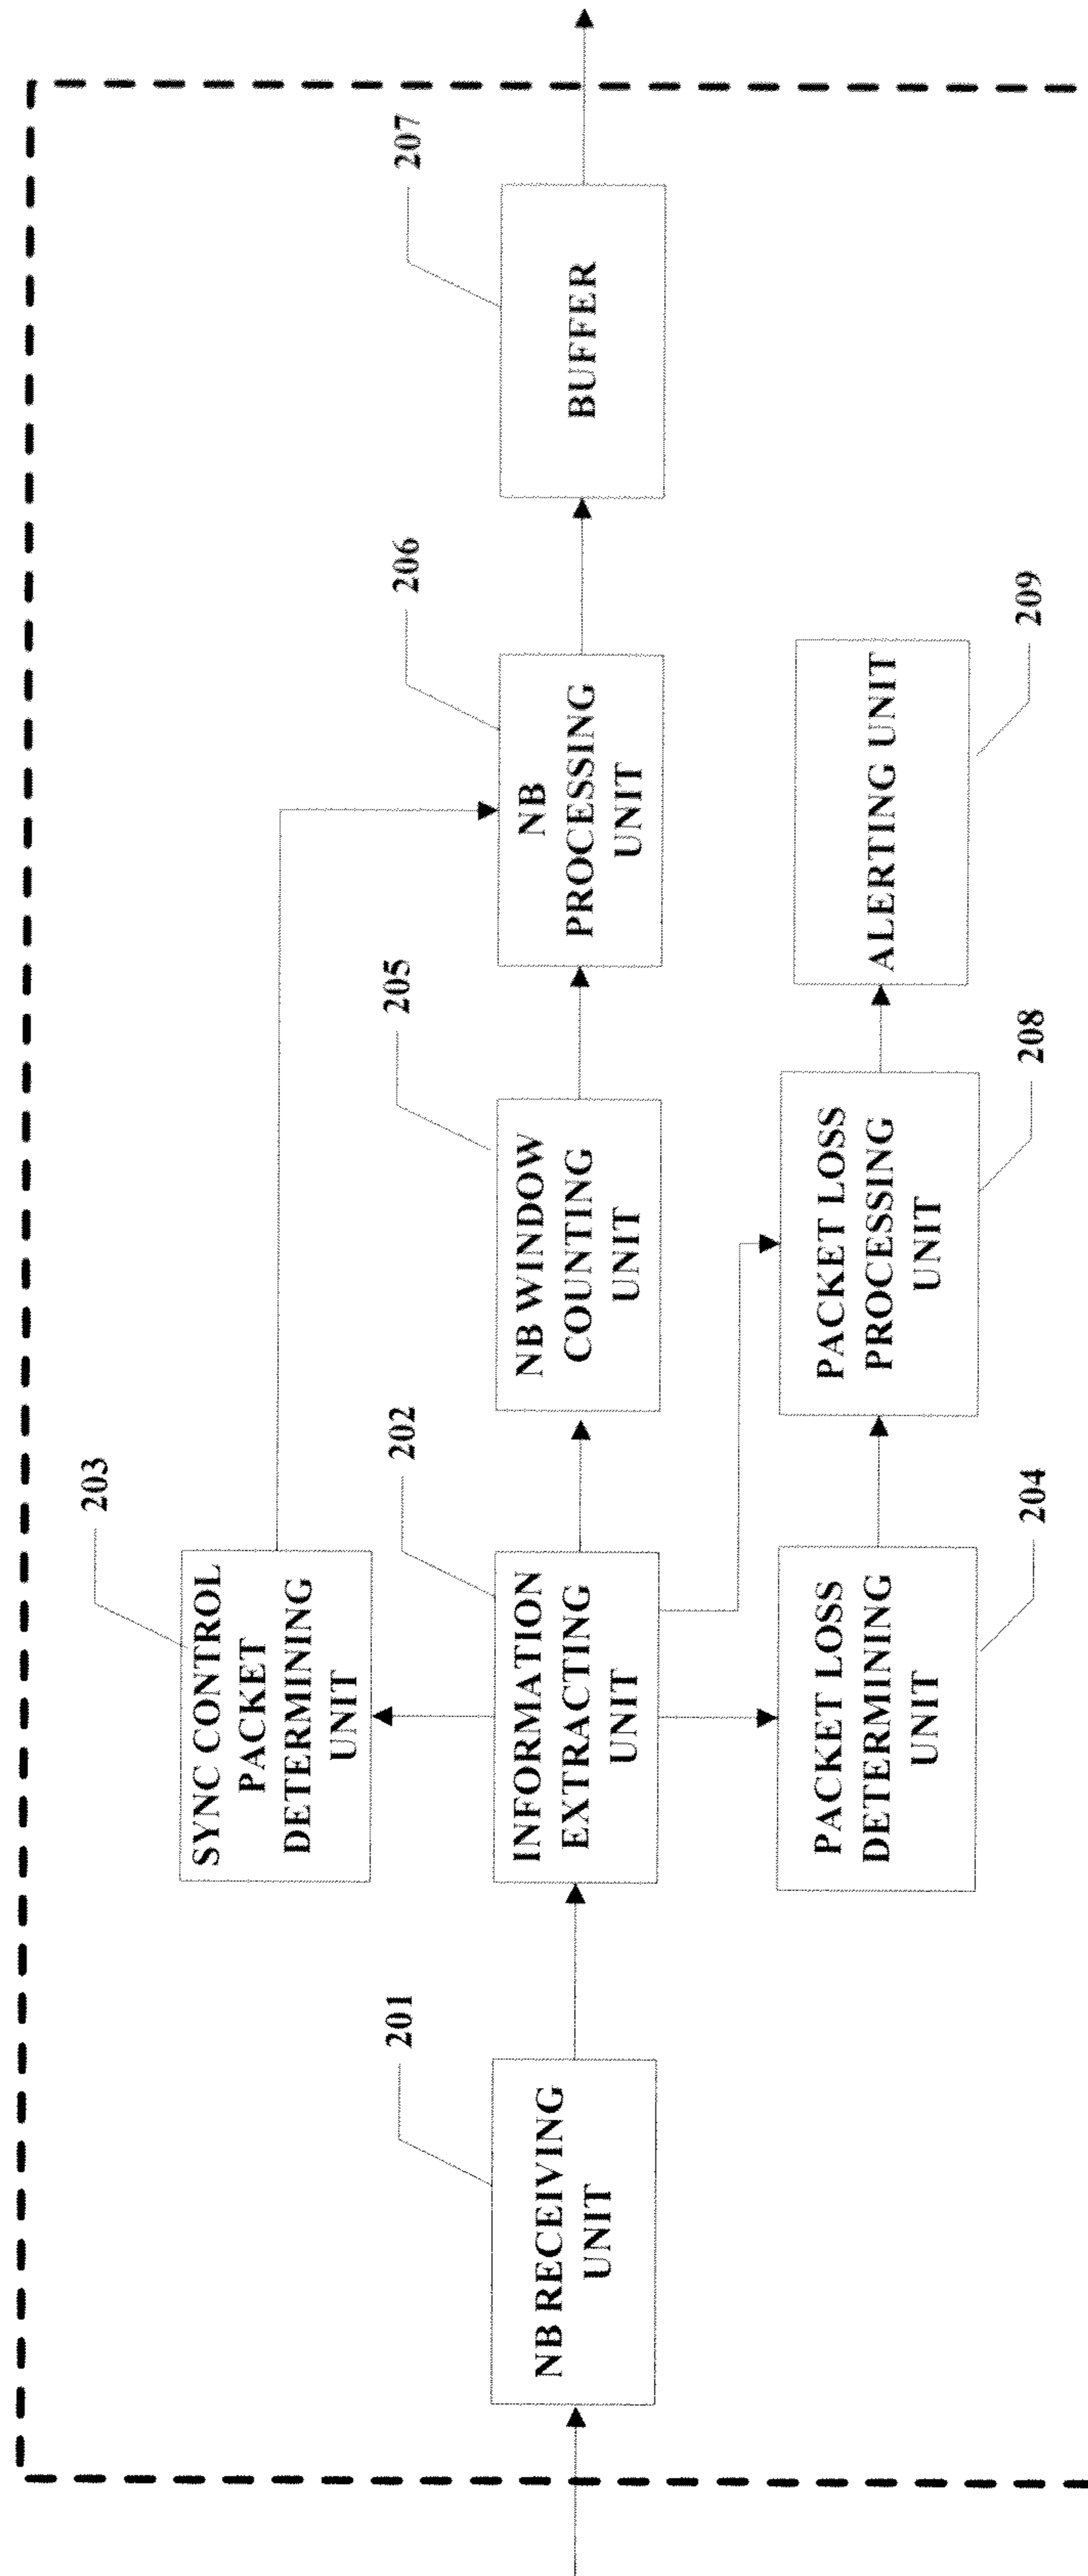 203
SYNC CONTROL
PACKET
DETERMINING
UNIT
201
NB RECEIVING
UNIT
202
INFORMATION
EXTRACTING
UNIT
205
NB WINDOW
COUNTING
UNIT
206
NB
PROCESSING
UNIT
207
BUFFER
PACKET LOSS
DETERMINING
UNIT
204
PACKET LOSS
PROCESSING
UNIT
208
ALERTING UNIT
209